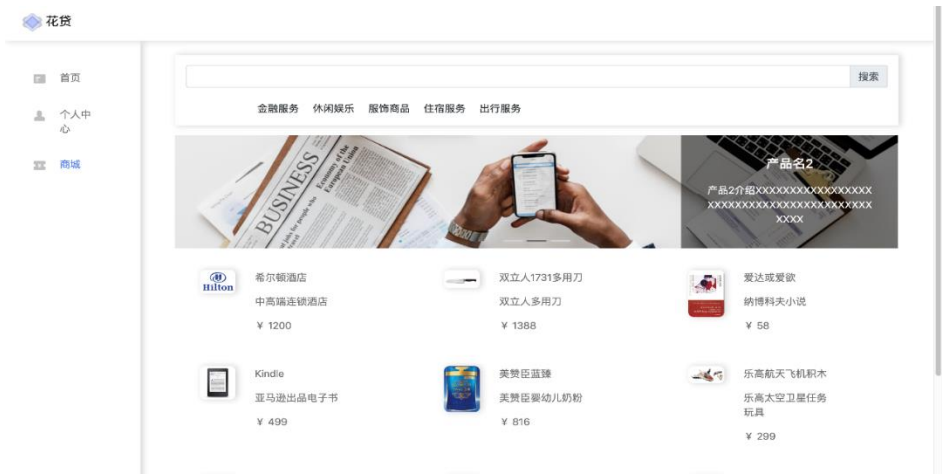 花贷
首页
个人中
心
商城
搜索
金融服务 休闲娱乐 服饰商品 住宿服务 出行服务
BUSINESS
Economy of the
European Union
产品名2
产品2介绍XXXXXXXXXXXXXXXXX
XXXXXXXXXXXXXXXXXXXXXXXX
XXXX
Hilton
希尔顿酒店
中高端连锁酒店
¥ 1200
双立人1731多用刀
双立人多用刀
¥ 1388
爱达或爱欲
纳博科夫小说
¥ 58
Kindle
亚马逊出品电子书
¥ 499
美赞臣蓝臻
美赞臣婴幼儿奶粉
¥ 816
乐高航天飞机积木
乐高太空卫星任务
玩具
¥ 299